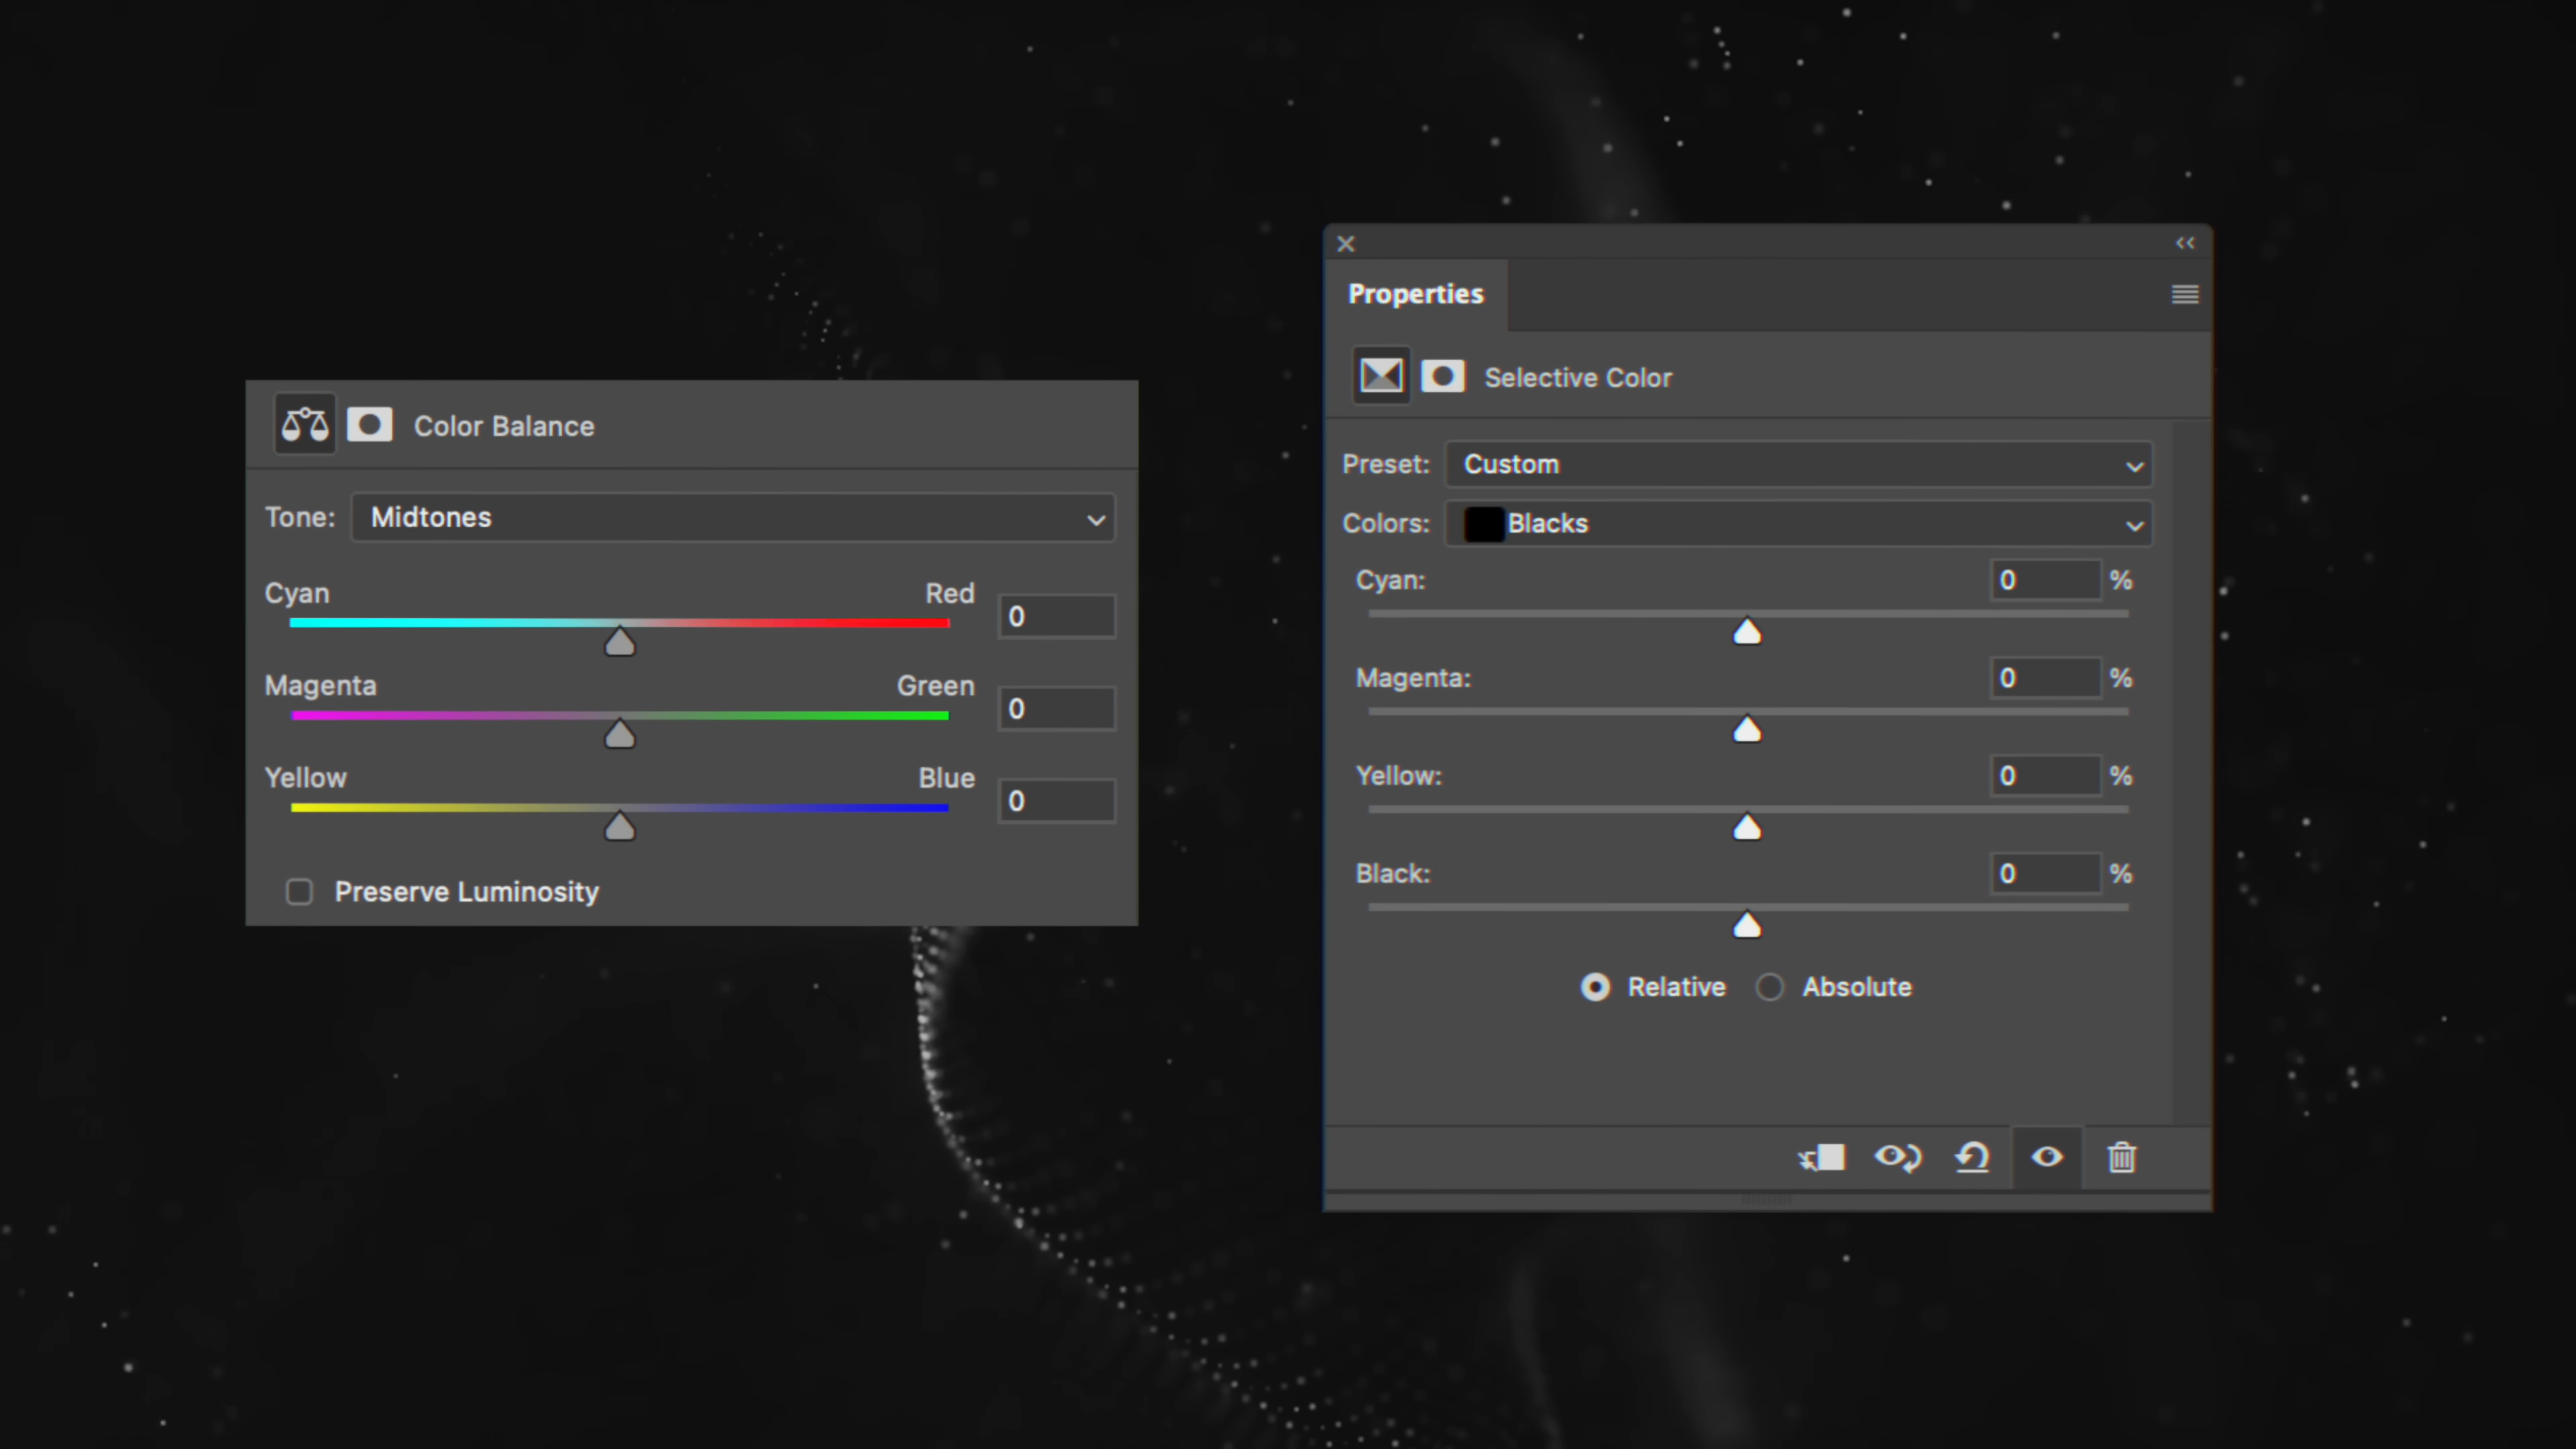 Color Balance
Tone: Midtones
Cyan Red 0
Magenta Green 0
Yellow Blue 0
Preserve Luminosity
Properties
Selective Color
Preset: Custom
Colors: Blacks
Cyan: 0 %
Magenta: 0 %
Yellow: 0 %
Black: 0 %
Relative Absolute